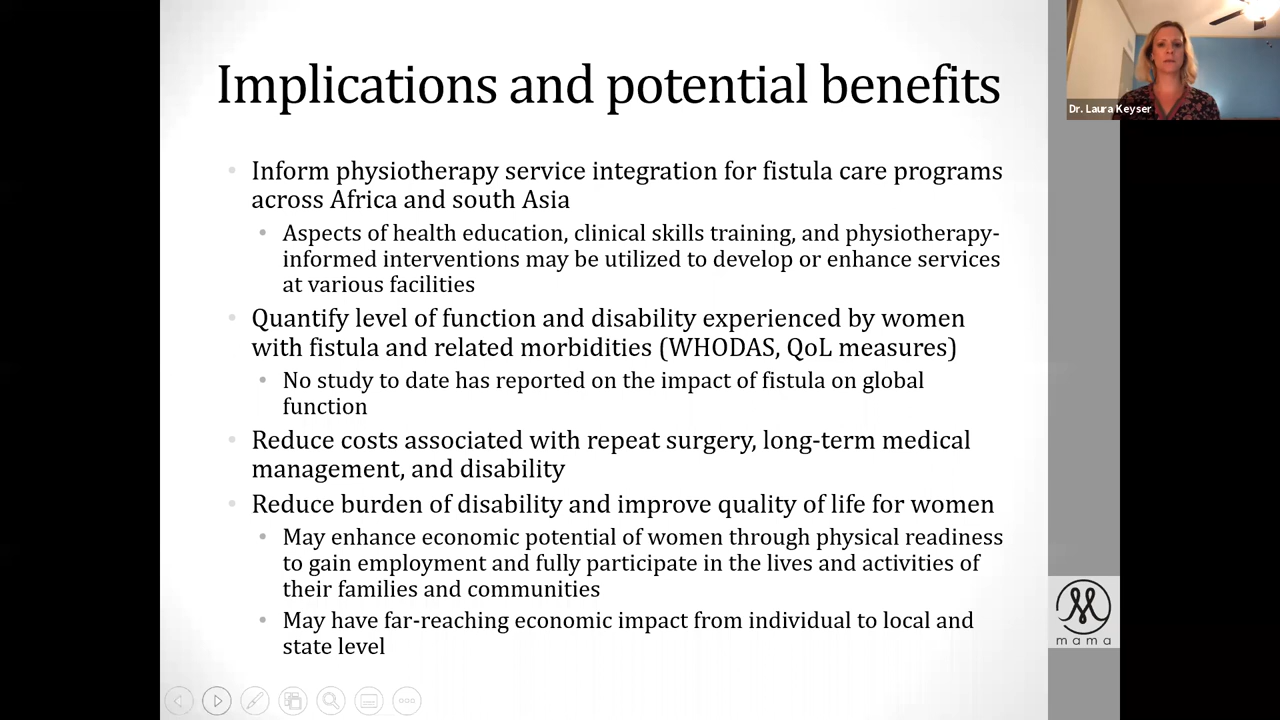 Implications and potential benefits
Dr. Laura Keyser
Inform physiotherapy service integration for fistula care programs
across Africa and south Asia
Aspects of health education, clinical skills training, and physiotherapy-
informed interventions may be utilized to develop or enhance services
at various facilities
Quantify level of function and disability experienced by women
with fistula and related morbidities (WHODAS, QoL measures)
No study to date has reported on the impact of fistula on global
function
Reduce costs associated with repeat surgery, long-term medical
management, and disability
Reduce burden of disability and improve quality of life for women
May enhance economic potential of women through physical readiness
to gain employment and fully participate in the lives and activities of
their families and communities
May have far-reaching economic impact from individual to local and
state level
mama